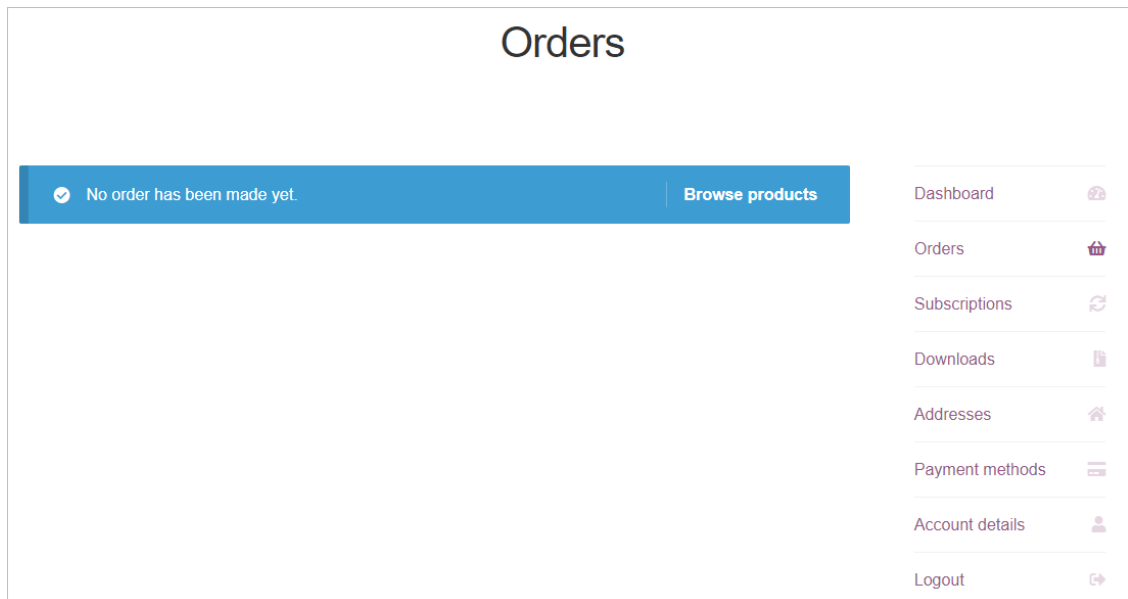 Orders
No order has been made yet.
Browse products
Dashboard
Orders
Subscriptions
Downloads
Addresses
Payment methods
Account details
Logout